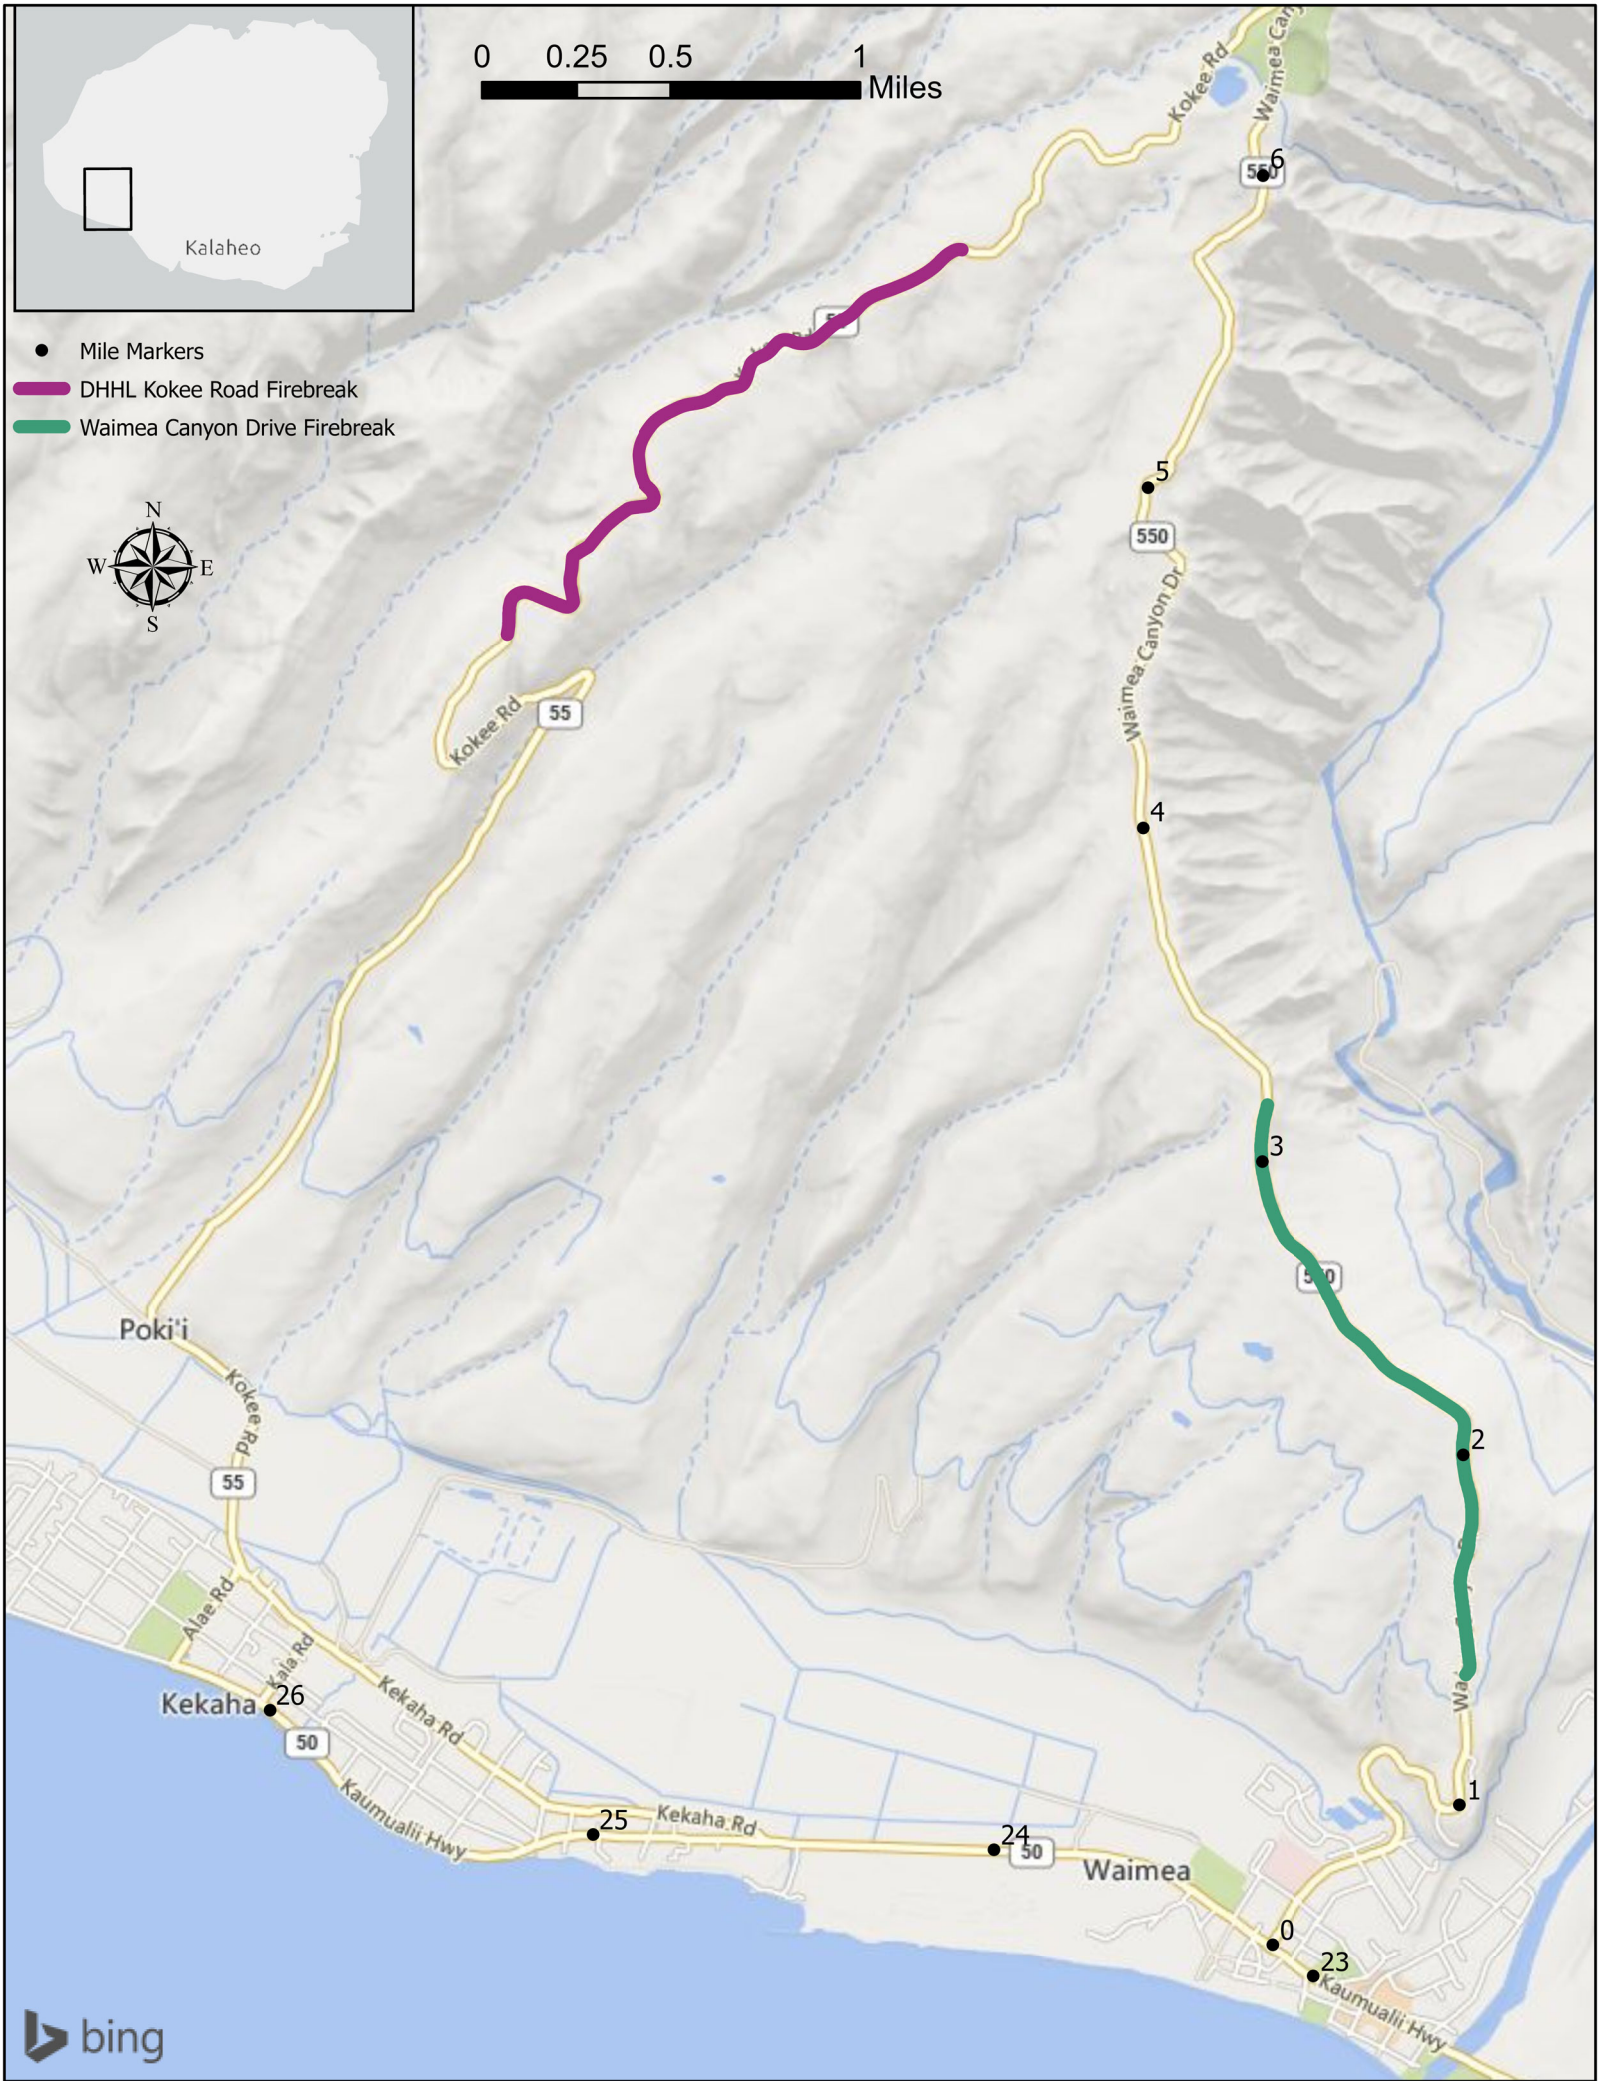 0 0.25 0.5 1
Miles
Kalaheo
Mile Markers
DHHL Kokee Road Firebreak
Waimea Canyon Drive Firebreak
N
W E
S
Kokee Rd
6
5
550
Waimea Canyon Dr
Kokee Rd
55
4
3
2
Poki'i
Kokee Rd
55
Alae Rd
Kala Rd
Kekaha
26
50
Kekaha Rd
Kaumualii Hwy
25
Kekaha Rd
24
50
Waimea
1
0
23
Kaumualii Hwy
bing